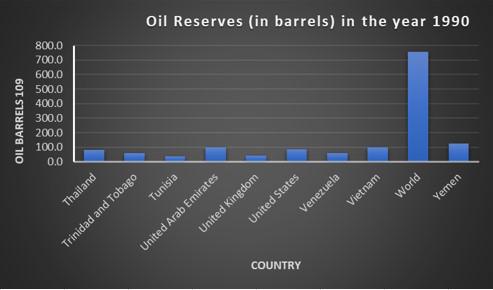 Oil Reserves (in barrels) in the year 1990
OIL BARRELS 109
800.0
700.0
600.0
500.0
400.0
300.0
200.0
100.0
0.0
Thailand
Trinidad and Tobago
Tunisia
United Arab Emirates
United Kingdom
United States
Venezuela
Vietnam
World
Yemen
COUNTRY